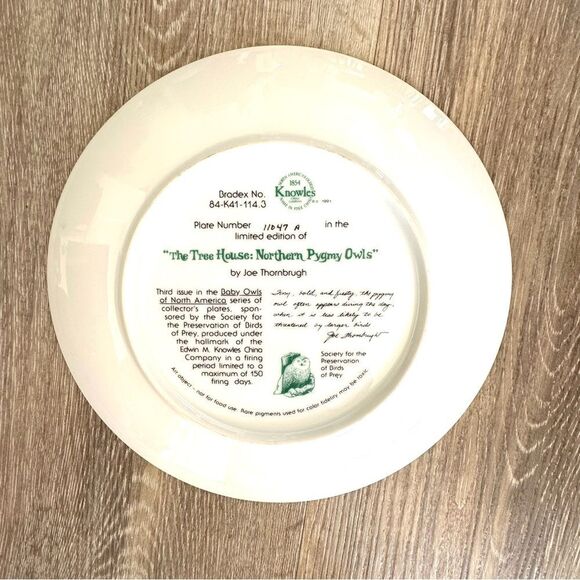 Bradex No.
84-K41-114.3
1854
Knowles
1991
Plate Number 11047 A in the
limited edition of
"The Tree House: Northern Pygmy Owls"
by Joe Thornbrugh
Third issue in the Baby Owls
of North America series of
collector's plates, spon-
sored by the Society for
the Preservation of Birds
of Prey, produced under
the hallmark of the
Edwin M. Knowles China
Company in a firing
period limited to a
maximum of 150
firing days.
Tiny, bold, and feisty, the pygmy
owl often appears during the day,
when it is less likely to be
threatened by larger birds
Joe Thornbrugh
Society for the
Preservation
of Birds
of Prey
Art object – not for food use. Rare pigments used for color fidelity may be toxic.